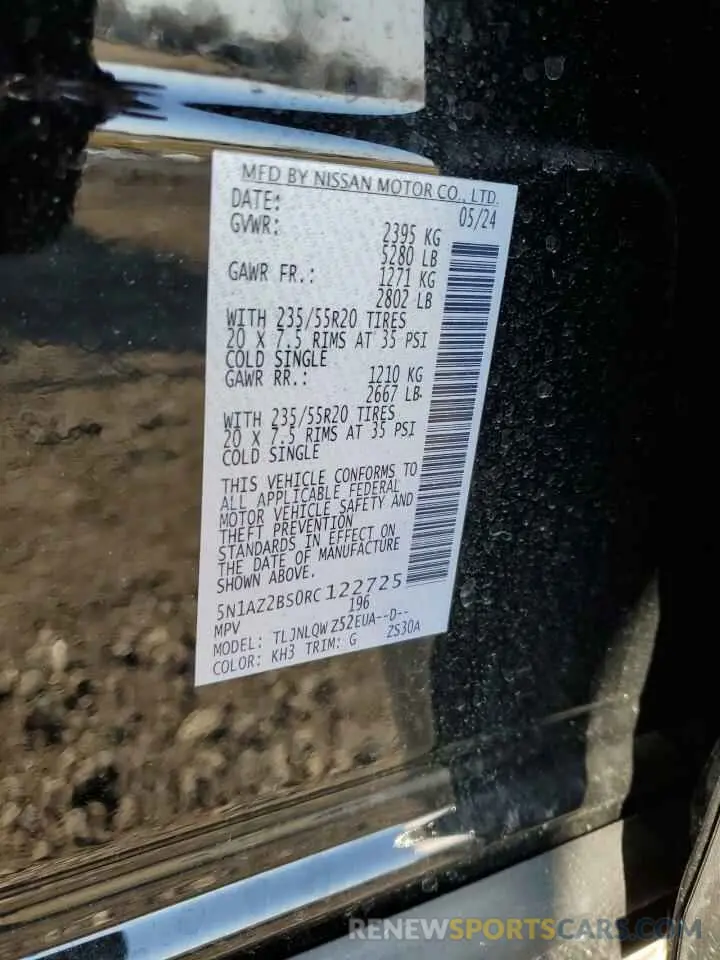 MFD BY NISSAN MOTOR CO., LTD.
DATE: 05/24
GVWR: 2395 KG
5280 LB
GAWR FR.: 1271 KG
2802 LB
WITH 235/55R20 TIRES
20 X 7.5 RIMS AT 35 PSI
COLD SINGLE
GAWR RR.: 1210 KG
2667 LB
WITH 235/55R20 TIRES
20 X 7.5 RIMS AT 35 PSI
COLD SINGLE
THIS VEHICLE CONFORMS TO
ALL APPLICABLE FEDERAL
MOTOR VEHICLE SAFETY AND
THEFT PREVENTION
STANDARDS IN EFFECT ON
THE DATE OF MANUFACTURE
SHOWN ABOVE.
5N1AZ2BS0RC122725
MPV 196
MODEL: TLJNLQW Z52EUA--D--
COLOR: KH3 TRIM: G ZS30A
RENEWSPORTSCARS.COM